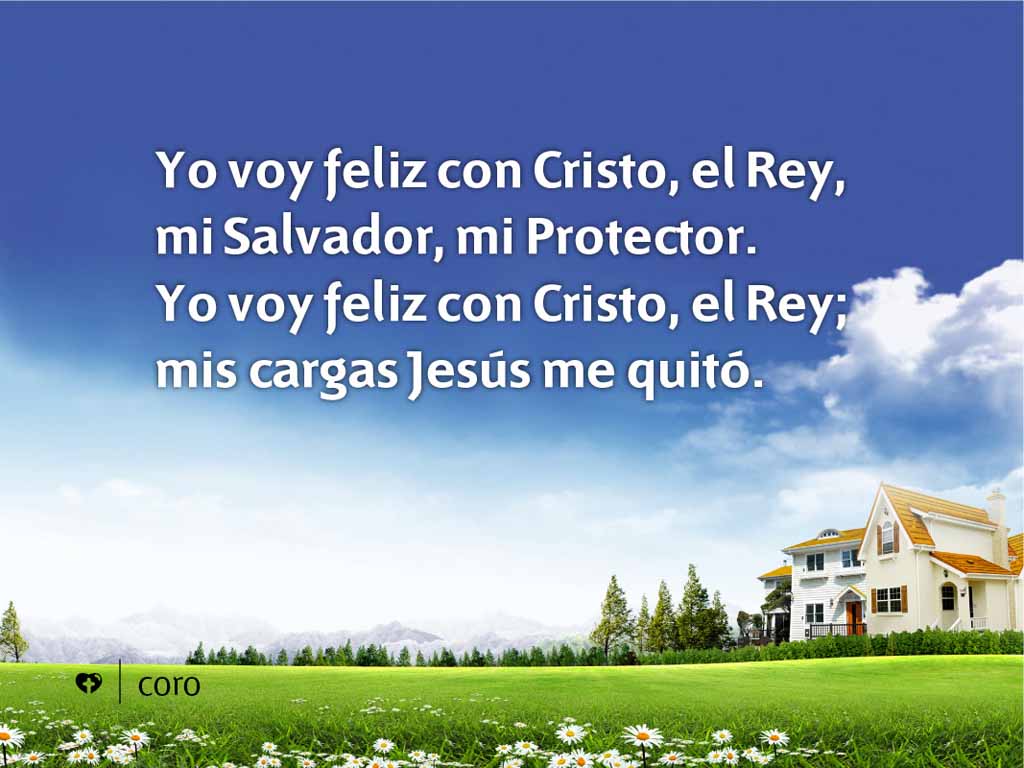 Yo voy feliz con Cristo, el Rey,
mi Salvador, mi Protector.
Yo voy feliz con Cristo, el Rey;
mis cargas Jesús me quitó.
coro